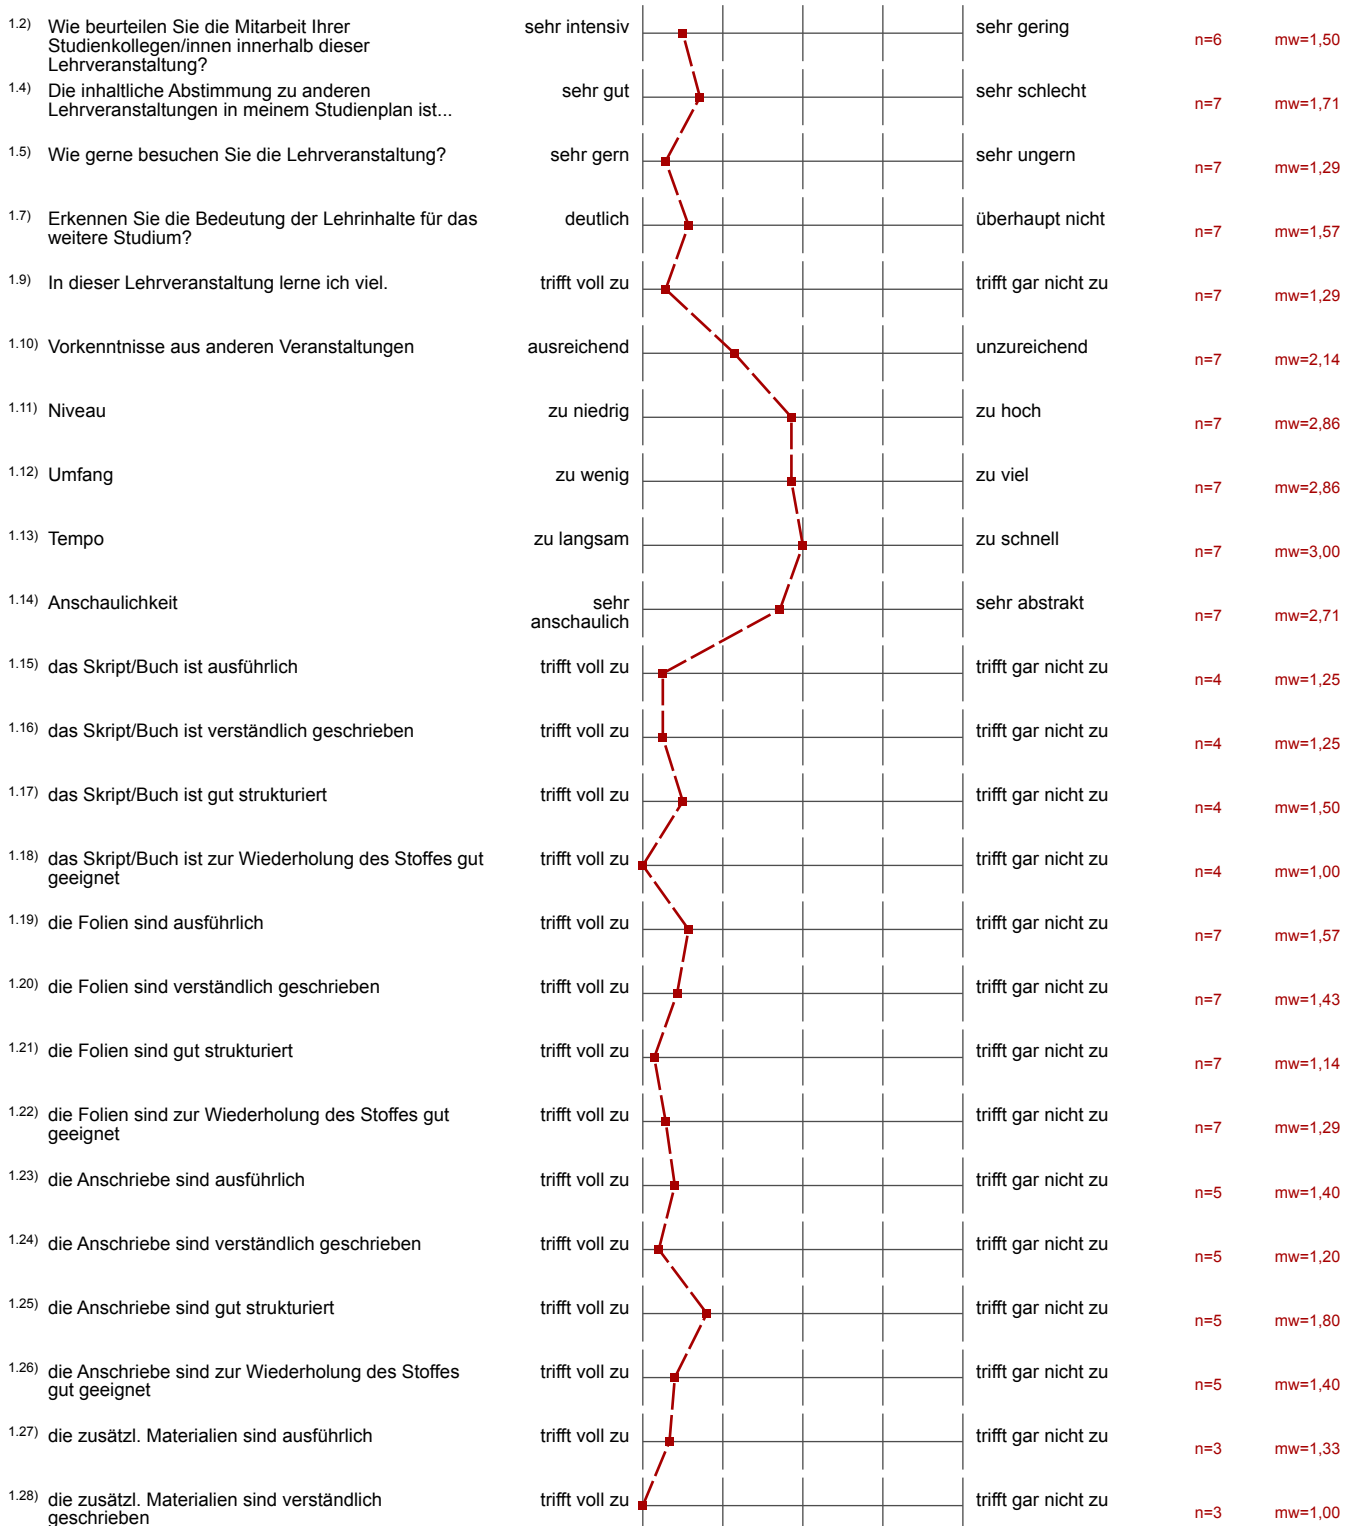 1.2) Wie beurteilen Sie die Mitarbeit Ihrer Studienkollegen/innen innerhalb dieser Lehrveranstaltung? sehr intensiv sehr gering n=6 mw=1,50
1.4) Die inhaltliche Abstimmung zu anderen Lehrveranstaltungen in meinem Studienplan ist... sehr gut sehr schlecht n=7 mw=1,71
1.5) Wie gerne besuchen Sie die Lehrveranstaltung? sehr gern sehr ungern n=7 mw=1,29
1.7) Erkennen Sie die Bedeutung der Lehrinhalte für das weitere Studium? deutlich überhaupt nicht n=7 mw=1,57
1.9) In dieser Lehrveranstaltung lerne ich viel. trifft voll zu trifft gar nicht zu n=7 mw=1,29
1.10) Vorkenntnisse aus anderen Veranstaltungen ausreichend unzureichend n=7 mw=2,14
1.11) Niveau zu niedrig zu hoch n=7 mw=2,86
1.12) Umfang zu wenig zu viel n=7 mw=2,86
1.13) Tempo zu langsam zu schnell n=7 mw=3,00
1.14) Anschaulichkeit sehr anschaulich sehr abstrakt n=7 mw=2,71
1.15) das Skript/Buch ist ausführlich trifft voll zu trifft gar nicht zu n=4 mw=1,25
1.16) das Skript/Buch ist verständlich geschrieben trifft voll zu trifft gar nicht zu n=4 mw=1,25
1.17) das Skript/Buch ist gut strukturiert trifft voll zu trifft gar nicht zu n=4 mw=1,50
1.18) das Skript/Buch ist zur Wiederholung des Stoffes gut geeignet trifft voll zu trifft gar nicht zu n=4 mw=1,00
1.19) die Folien sind ausführlich trifft voll zu trifft gar nicht zu n=7 mw=1,57
1.20) die Folien sind verständlich geschrieben trifft voll zu trifft gar nicht zu n=7 mw=1,43
1.21) die Folien sind gut strukturiert trifft voll zu trifft gar nicht zu n=7 mw=1,14
1.22) die Folien sind zur Wiederholung des Stoffes gut geeignet trifft voll zu trifft gar nicht zu n=7 mw=1,29
1.23) die Anschriebe sind ausführlich trifft voll zu trifft gar nicht zu n=5 mw=1,40
1.24) die Anschriebe sind verständlich geschrieben trifft voll zu trifft gar nicht zu n=5 mw=1,20
1.25) die Anschriebe sind gut strukturiert trifft voll zu trifft gar nicht zu n=5 mw=1,80
1.26) die Anschriebe sind zur Wiederholung des Stoffes gut geeignet trifft voll zu trifft gar nicht zu n=5 mw=1,40
1.27) die zusätzl. Materialien sind ausführlich trifft voll zu trifft gar nicht zu n=3 mw=1,33
1.28) die zusätzl. Materialien sind verständlich geschrieben trifft voll zu trifft gar nicht zu n=3 mw=1,00